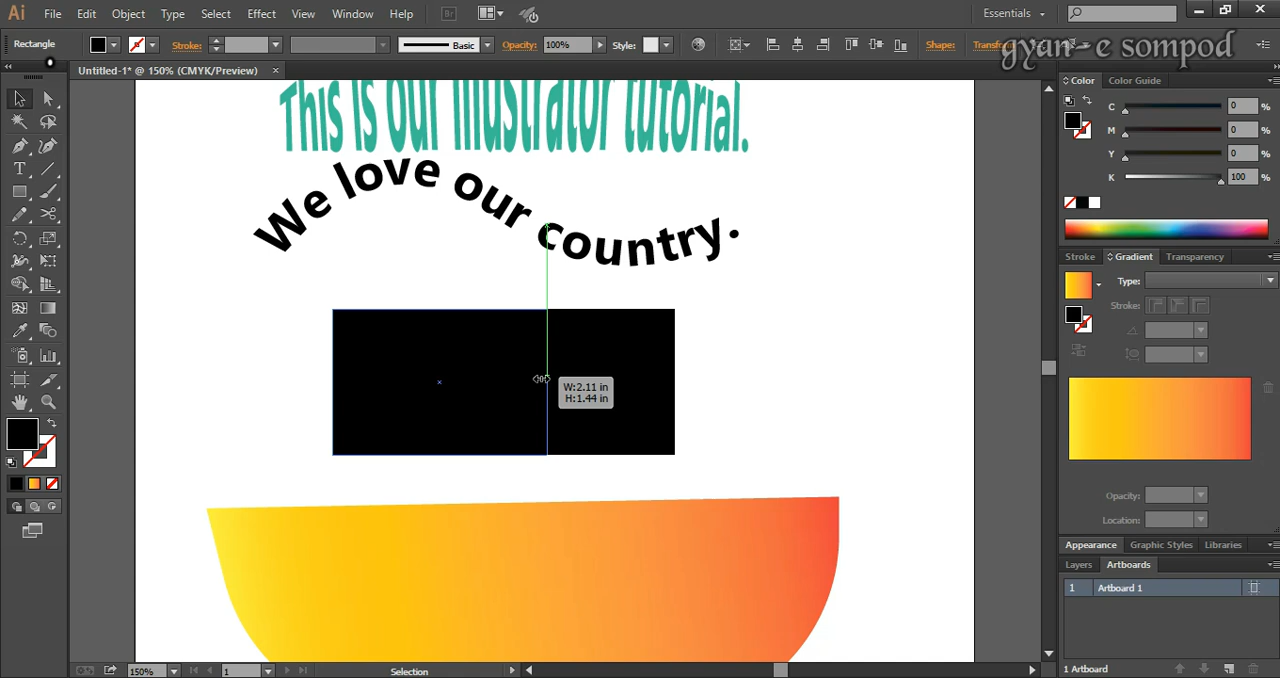 Ai File Edit Object Type Select Effect View Window Help Br Essentials
Rectangle Stroke: Basic Opacity: 100% Style: Shape: Transform
gyan-e sompod
Untitled-1* @ 150% (CMYK/Preview) ×
Color Color Guide
C 0 %
M 0 %
Y 0 %
K 100 %
This is our illustrator tutorial.
We love our country.
W:2.11 in
H:1.44 in
Stroke Gradient Transparency
Type:
Stroke:
Opacity:
Location:
Appearance Graphic Styles Libraries
Layers Artboards
1 Artboard 1
1 Artboard
150% 1 Selection